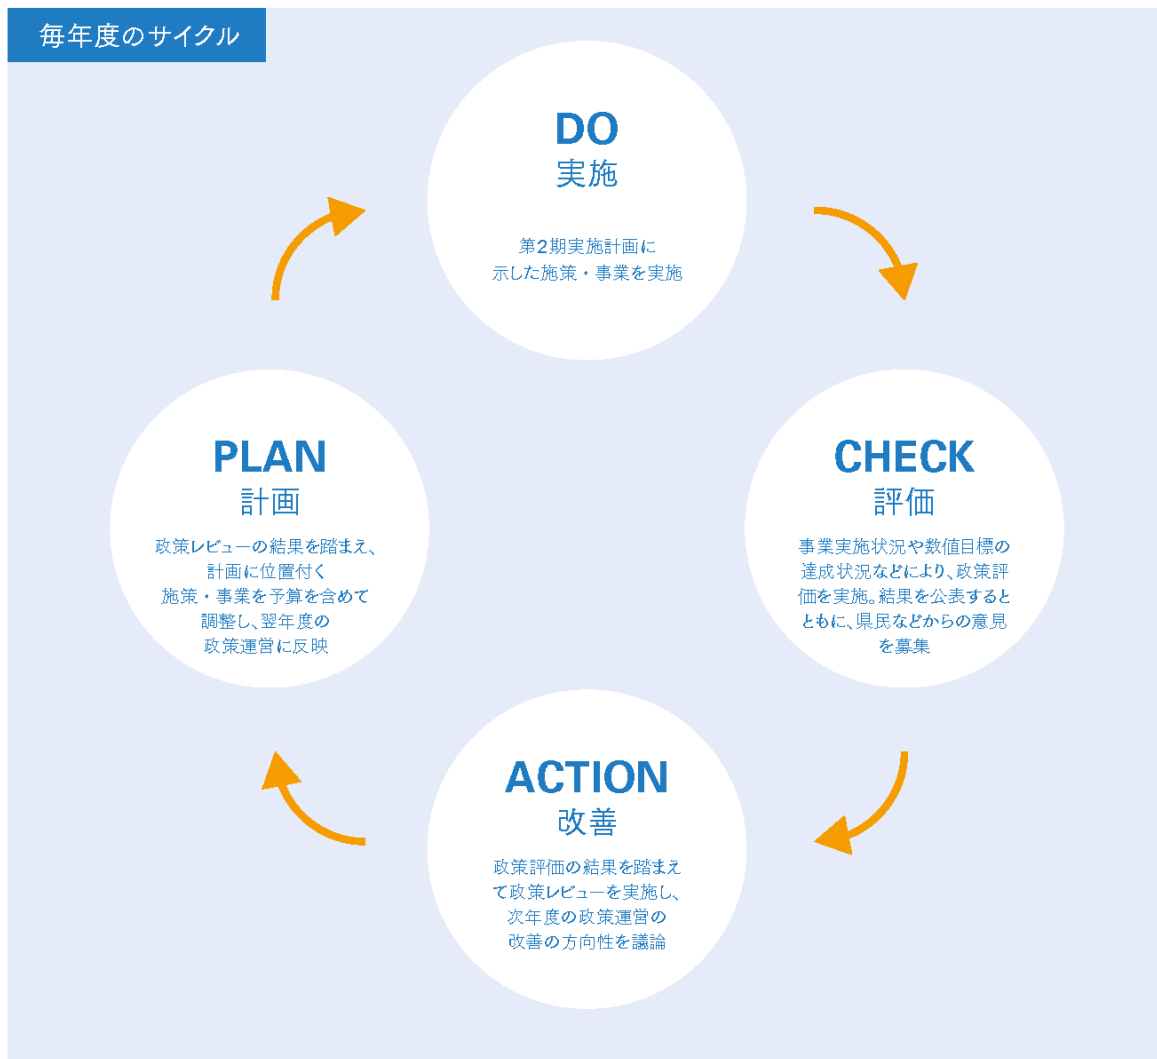 毎年度のサイクル
DO
実施
第2期実施計画に
示した施策・事業を実施
PLAN
計画
政策レビューの結果を踏まえ、
計画に位置付く
施策・事業を予算を含めて
調整し、翌年度の
政策運営に反映
CHECK
評価
事業実施状況や数値目標の
達成状況などにより、政策評
価を実施。結果を公表すると
ともに、県民などからの意見
を募集
ACTION
改善
政策評価の結果を踏まえ
て政策レビューを実施し、
次年度の政策運営の
改善の方向性を議論